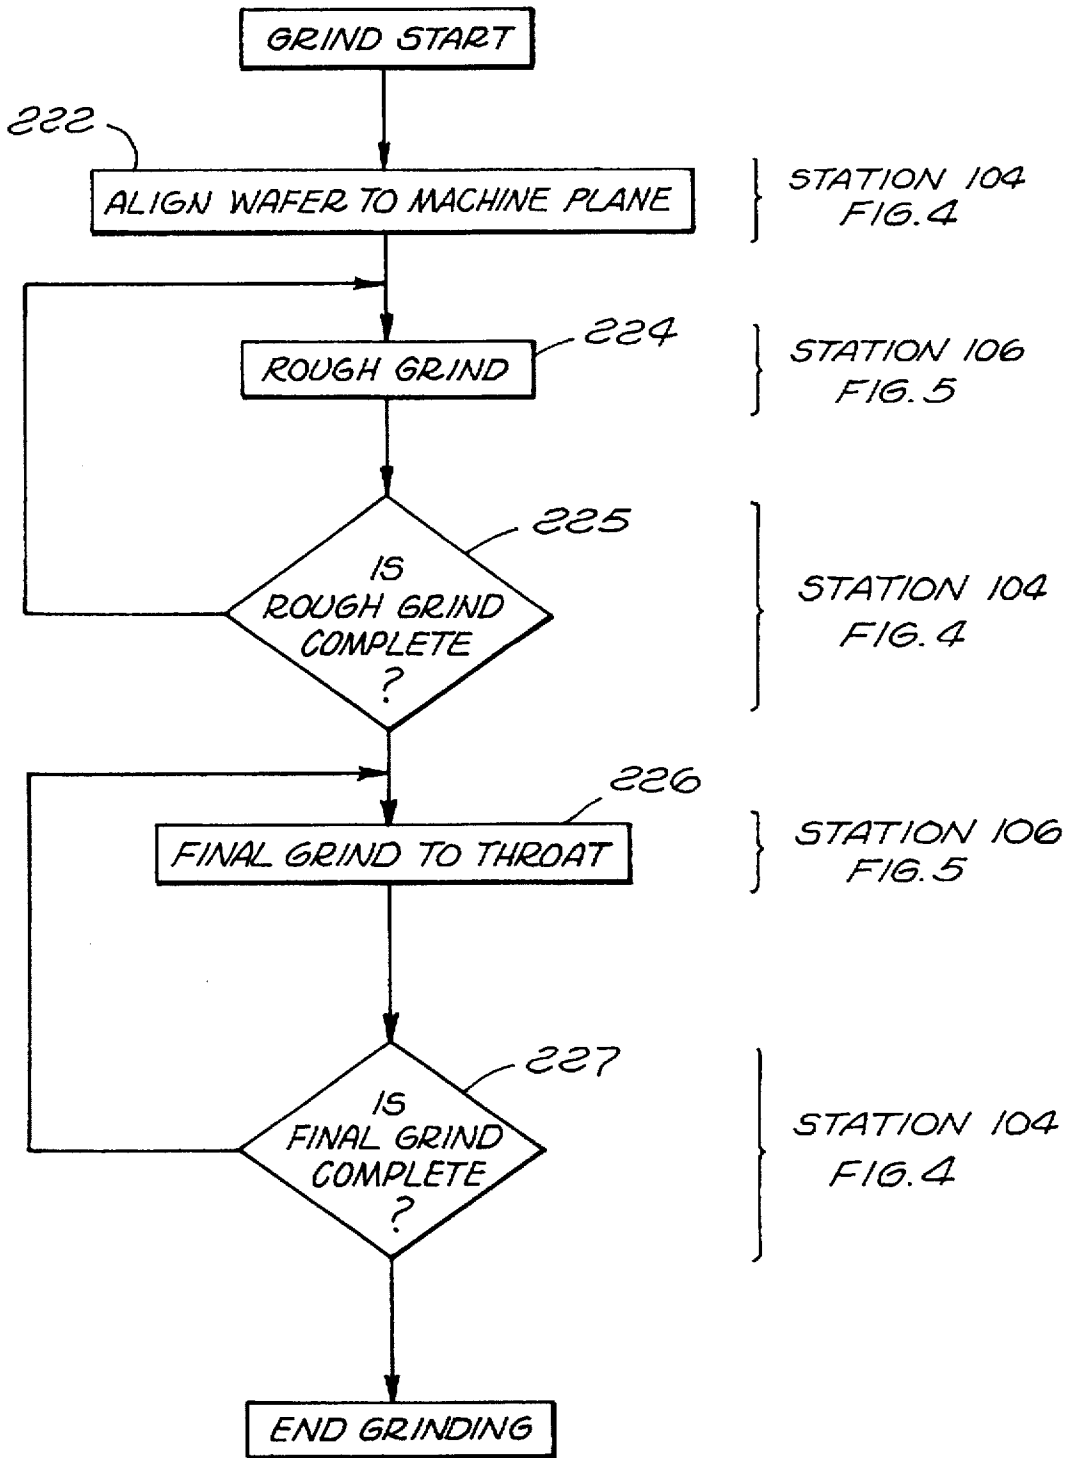 GRIND START
222
ALIGN WAFER TO MACHINE PLANE
STATION 104
FIG. 4
224
ROUGH GRIND
STATION 106
FIG. 5
225
IS
ROUGH GRIND
COMPLETE
?
STATION 104
FIG. 4
226
FINAL GRIND TO THROAT
STATION 106
FIG. 5
227
IS
FINAL GRIND
COMPLETE
?
STATION 104
FIG. 4
END GRINDING